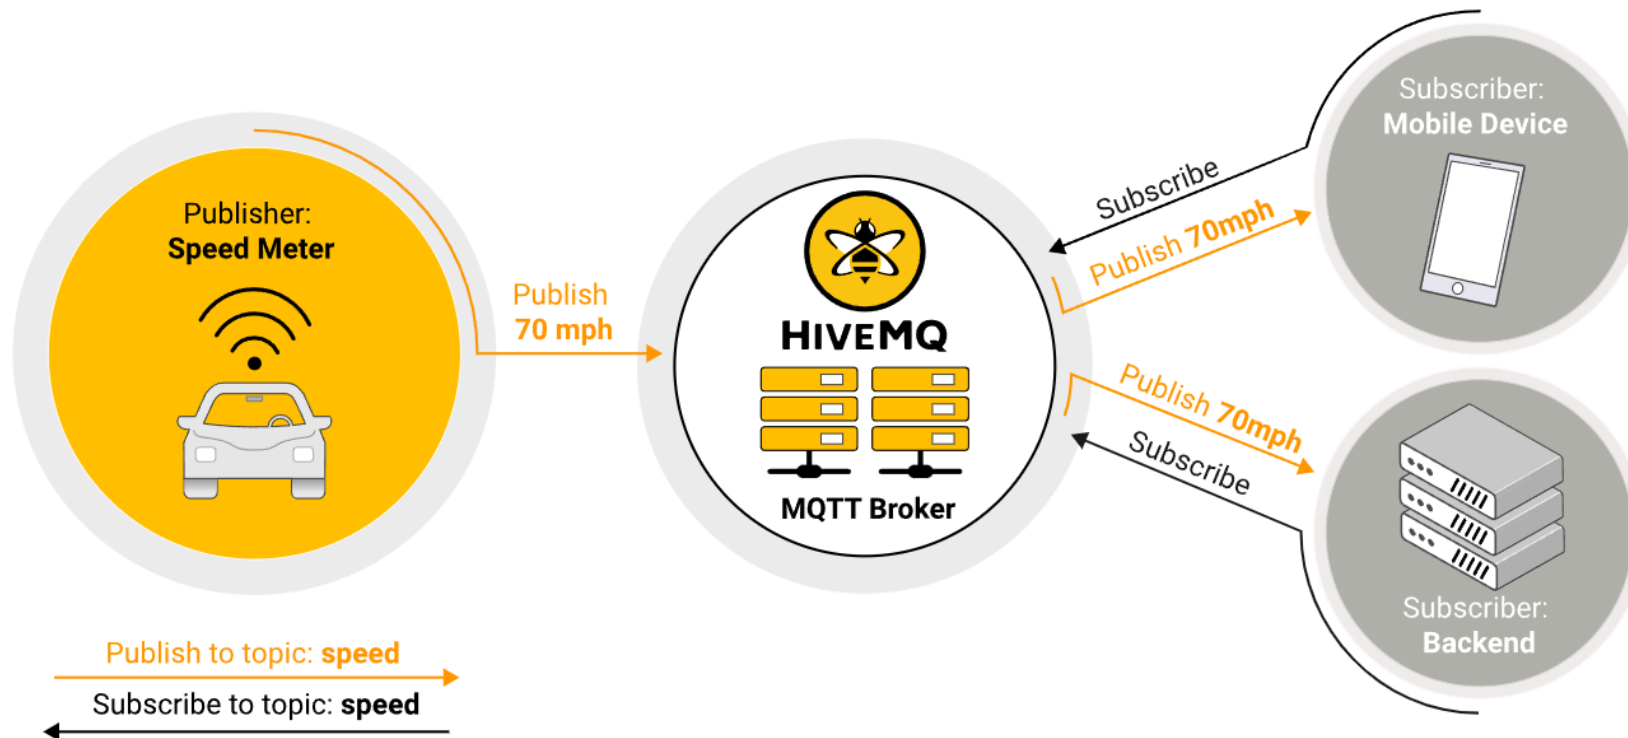 Publisher:
Speed Meter
Publish
70 mph
HIVEMQ
MQTT Broker
Subscribe
Publish 70mph
Subscriber:
Mobile Device
Publish 70mph
Subscribe
Subscriber:
Backend
Publish to topic: speed
Subscribe to topic: speed